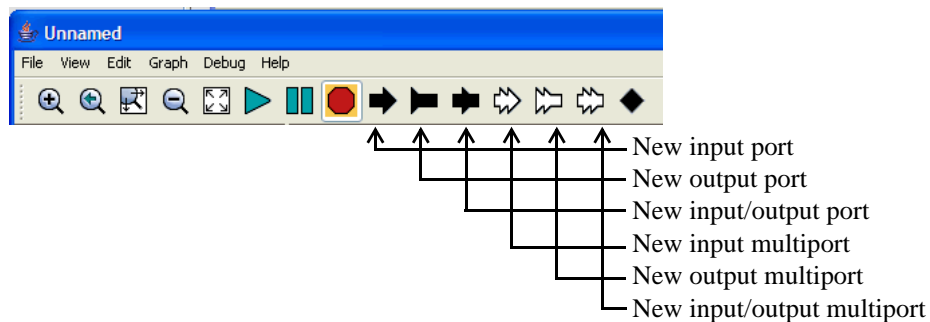 Unnamed
File View Edit Graph Debug Help
New input port
New output port
New input/output port
New input multiport
New output multiport
New input/output multiport